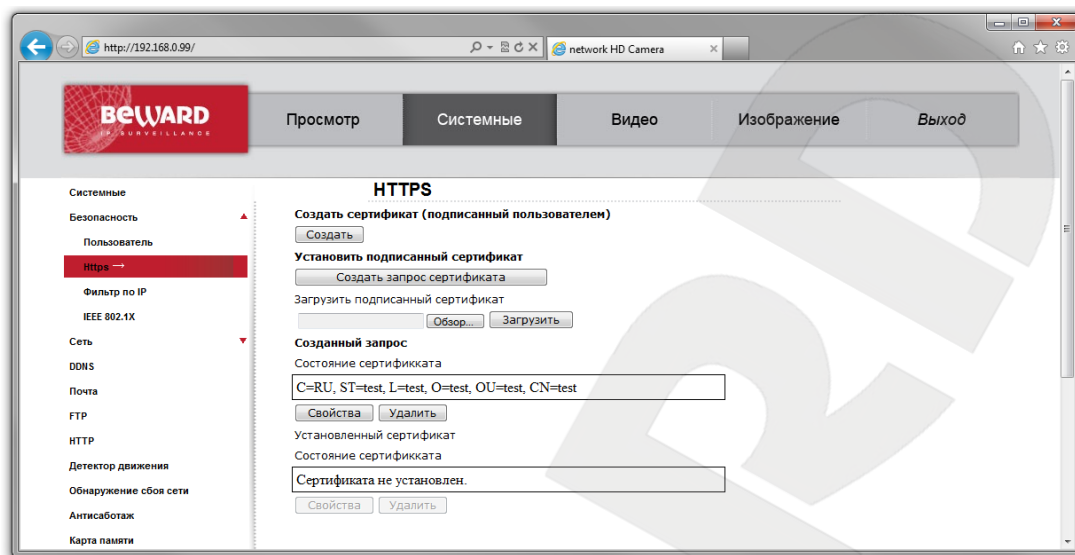 http://192.168.0.99/
network HD Camera
BEWARD
IP SURVEILLANCE
Просмотр
Системные
Видео
Изображение
Выход
Системные
Безопасность
Пользователь
Https →
Фильтр по IP
IEEE 802.1X
Сеть
DDNS
Почта
FTP
HTTP
Детектор движения
Обнаружение сбоя сети
Антисаботаж
Карта памяти
HTTPS
Создать сертификат (подписанный пользователем)
Создать
Установить подписанный сертификат
Создать запрос сертификата
Загрузить подписанный сертификат
Обзор... Загрузить
Созданный запрос
Состояние сертификката
C=RU, ST=test, L=test, O=test, OU=test, CN=test
Свойства Удалить
Установленный сертификат
Состояние сертификката
Сертификата не установлен.
Свойства Удалить